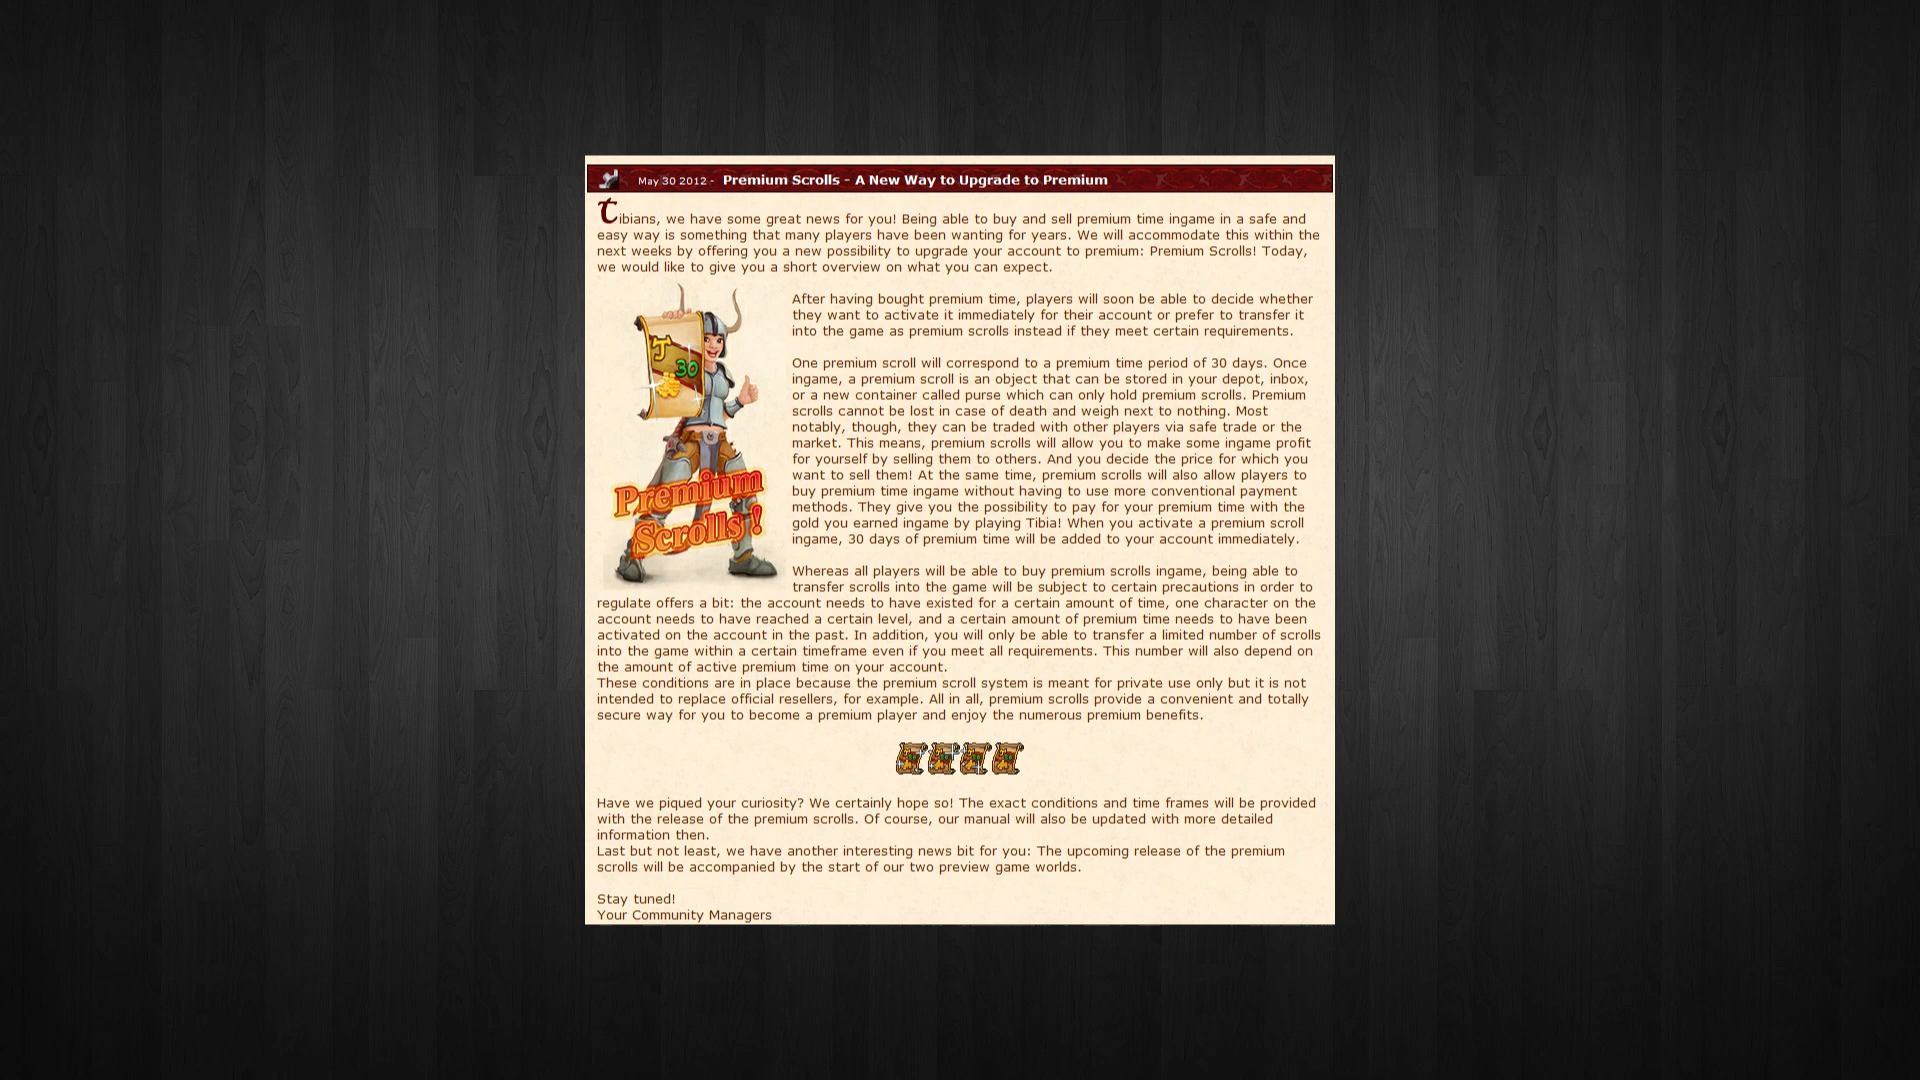 May 30 2012 - Premium Scrolls - A New Way to Upgrade to Premium
Tibians, we have some great news for you! Being able to buy and sell premium time ingame in a safe and
easy way is something that many players have been wanting for years. We will accommodate this within the
next weeks by offering you a new possibility to upgrade your account to premium: Premium Scrolls! Today,
we would like to give you a short overview on what you can expect.
After having bought premium time, players will soon be able to decide whether
they want to activate it immediately for their account or prefer to transfer it
into the game as premium scrolls instead if they meet certain requirements.
J
30
Premium
Scrolls !
One premium scroll will correspond to a premium time period of 30 days. Once
ingame, a premium scroll is an object that can be stored in your depot, inbox,
or a new container called purse which can only hold premium scrolls. Premium
scrolls cannot be lost in case of death and weigh next to nothing. Most
notably, though, they can be traded with other players via safe trade or the
market. This means, premium scrolls will allow you to make some ingame profit
for yourself by selling them to others. And you decide the price for which you
want to sell them! At the same time, premium scrolls will also allow players to
buy premium time ingame without having to use more conventional payment
methods. They give you the possibility to pay for your premium time with the
gold you earned ingame by playing Tibia! When you activate a premium scroll
ingame, 30 days of premium time will be added to your account immediately.
Whereas all players will be able to buy premium scrolls ingame, being able to
transfer scrolls into the game will be subject to certain precautions in order to
regulate offers a bit: the account needs to have existed for a certain amount of time, one character on the
account needs to have reached a certain level, and a certain amount of premium time needs to have been
activated on the account in the past. In addition, you will only be able to transfer a limited number of scrolls
into the game within a certain timeframe even if you meet all requirements. This number will also depend on
the amount of active premium time on your account.
These conditions are in place because the premium scroll system is meant for private use only but it is not
intended to replace official resellers, for example. All in all, premium scrolls provide a convenient and totally
secure way for you to become a premium player and enjoy the numerous premium benefits.
Have we piqued your curiosity? We certainly hope so! The exact conditions and time frames will be provided
with the release of the premium scrolls. Of course, our manual will also be updated with more detailed
information then.
Last but not least, we have another interesting news bit for you: The upcoming release of the premium
scrolls will be accompanied by the start of our two preview game worlds.
Stay tuned!
Your Community Managers